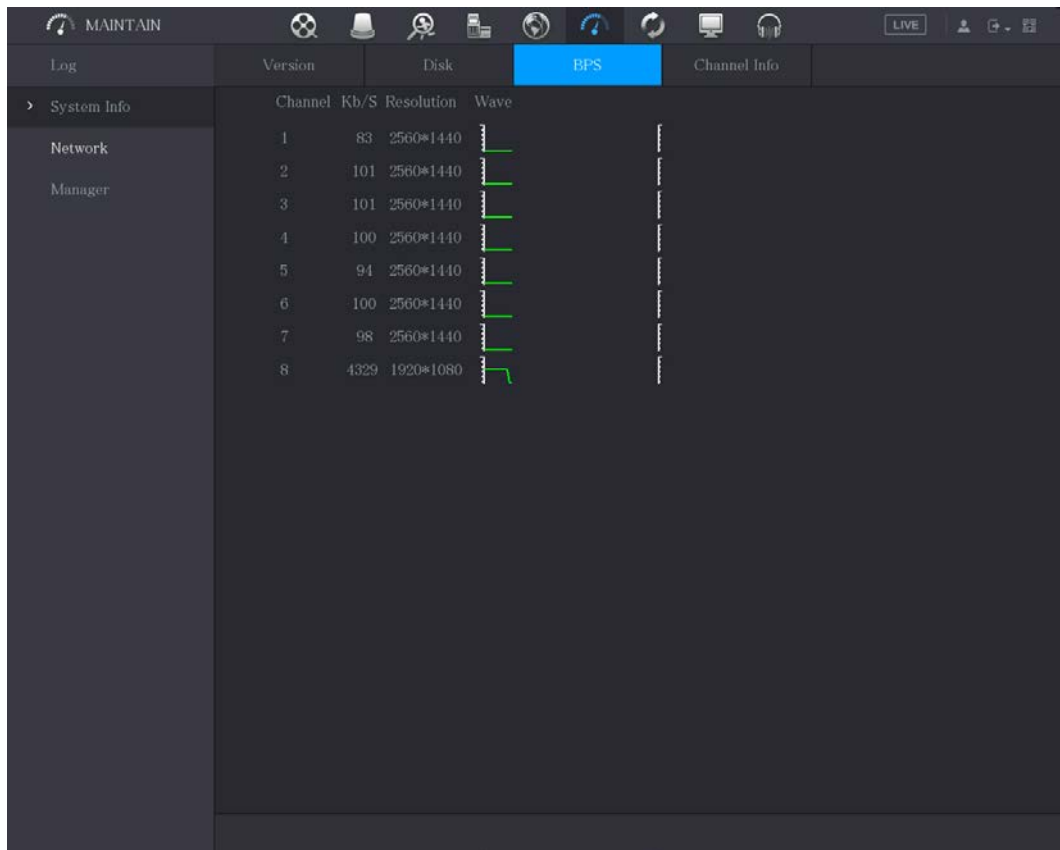 MAINTAIN LIVE
Log Version Disk BPS Channel Info
System Info
Network
Manager
Channel Kb/S Resolution Wave
1 83 2560*1440
2 101 2560*1440
3 101 2560*1440
4 100 2560*1440
5 94 2560*1440
6 100 2560*1440
7 98 2560*1440
8 4329 1920*1080